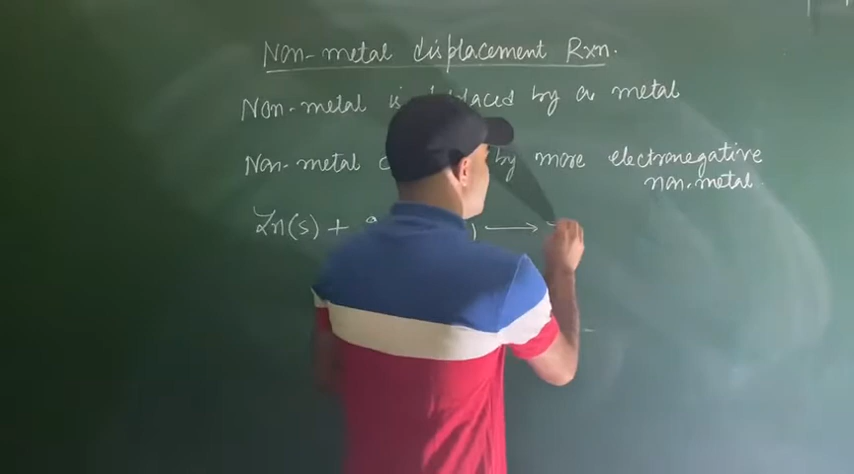 Non-metal displacement Rxn.
Non-metal is displaced by a metal
Non-metal by more electronegative
non-metal.
Zn(s) + ) ⟶